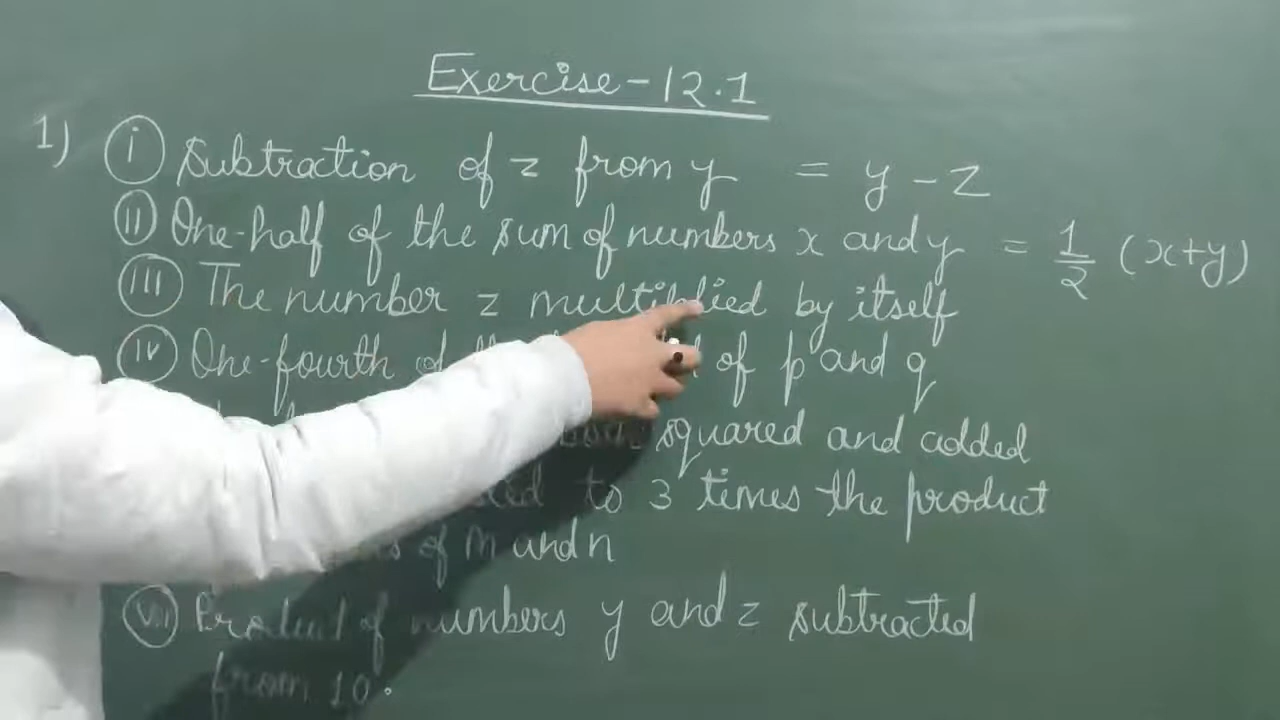 Exercise-12.1
1) (i) Subtraction of z from y = y - z
(ii) One-half of the sum of numbers x and y = 1/2 (x+y)
(iii) The number z multiplied by itself
(iv) One-fourth of of p and q
squared and added
to 3 times the product
of m and n
(vii) Product of numbers y and z subtracted
from 10.